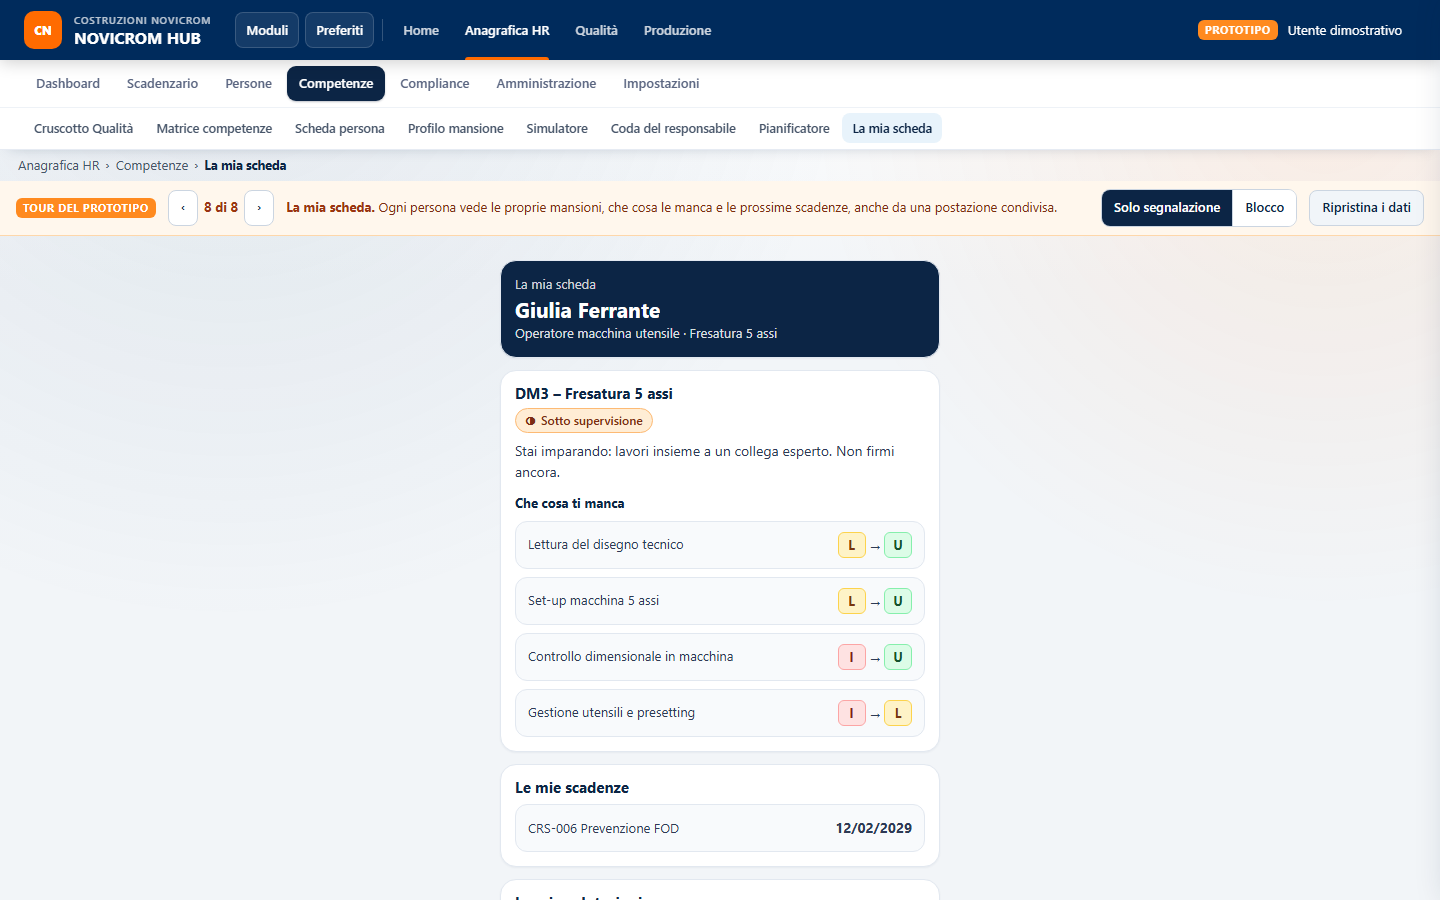 CN
COSTRUZIONI NOVICROM
NOVICROM HUB
Moduli
Preferiti
Home
Anagrafica HR
Qualità
Produzione
PROTOTIPO
Utente dimostrativo
Dashboard
Scadenzario
Persone
Competenze
Compliance
Amministrazione
Impostazioni
Cruscotto Qualità
Matrice competenze
Scheda persona
Profilo mansione
Simulatore
Coda del responsabile
Pianificatore
La mia scheda
Anagrafica HR › Competenze › La mia scheda
TOUR DEL PROTOTIPO
‹ 8 di 8 ›
La mia scheda. Ogni persona vede le proprie mansioni, che cosa le manca e le prossime scadenze, anche da una postazione condivisa.
Solo segnalazione
Blocco
Ripristina i dati
La mia scheda
Giulia Ferrante
Operatore macchina utensile · Fresatura 5 assi
DM3 – Fresatura 5 assi
Sotto supervisione
Stai imparando: lavori insieme a un collega esperto. Non firmi
ancora.
Che cosa ti manca
Lettura del disegno tecnico L → U
Set-up macchina 5 assi L → U
Controllo dimensionale in macchina I → U
Gestione utensili e presetting I → L
Le mie scadenze
CRS-006 Prevenzione FOD 12/02/2029